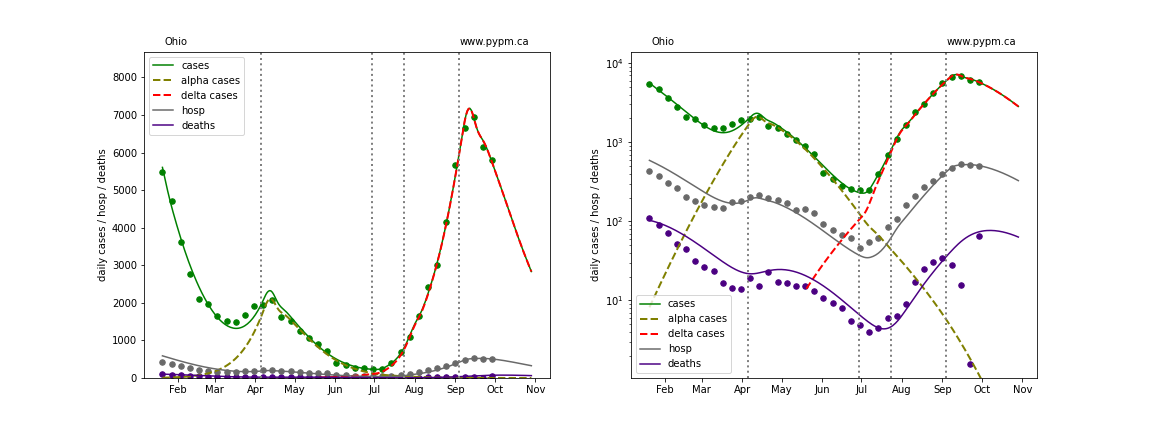 Ohio
www.pypm.ca
daily cases / hosp / deaths
8000
7000
6000
5000
4000
3000
2000
1000
0
cases
alpha cases
delta cases
hosp
deaths
Feb Mar Apr May Jun Jul Aug Sep Oct Nov
Ohio
www.pypm.ca
daily cases / hosp / deaths
10⁴
10³
10²
10¹
cases
alpha cases
delta cases
hosp
deaths
Feb Mar Apr May Jun Jul Aug Sep Oct Nov